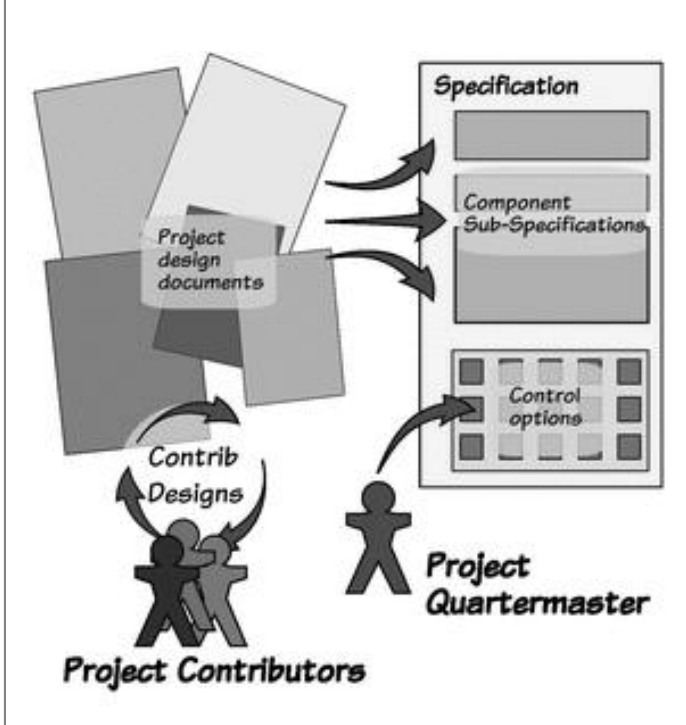 Specification
Component
Sub-Specifications
Project
design
documents
Control
options
Contrib
Designs
Project
Quartermaster
Project Contributors